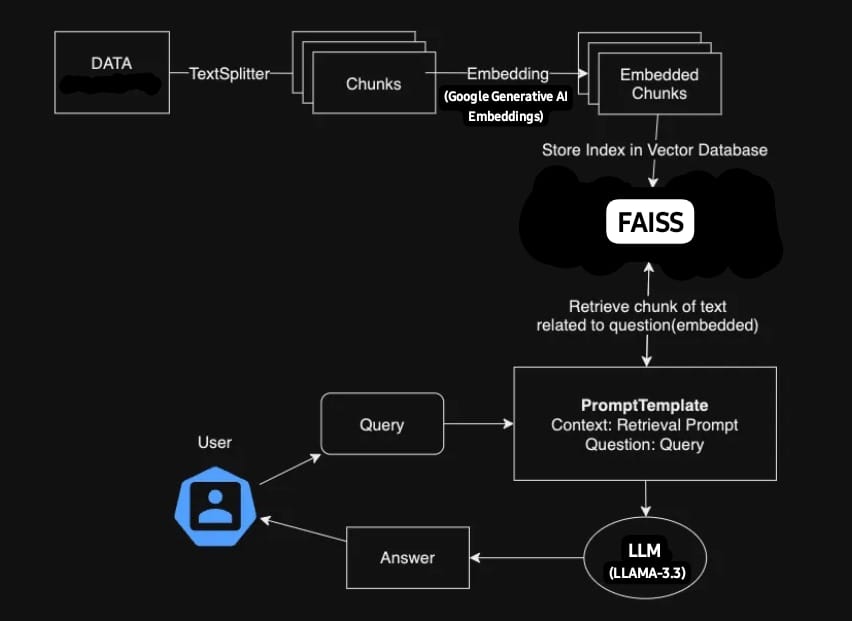 DATA
TextSplitter
Chunks
Embedding
(Google Generative AI
Embeddings)
Embedded
Chunks
Store Index in Vector Database
FAISS
Retrieve chunk of text
related to question(embedded)
PromptTemplate
Context: Retrieval Prompt
Question: Query
Query
User
Answer
LLM
(LLAMA-3.3)